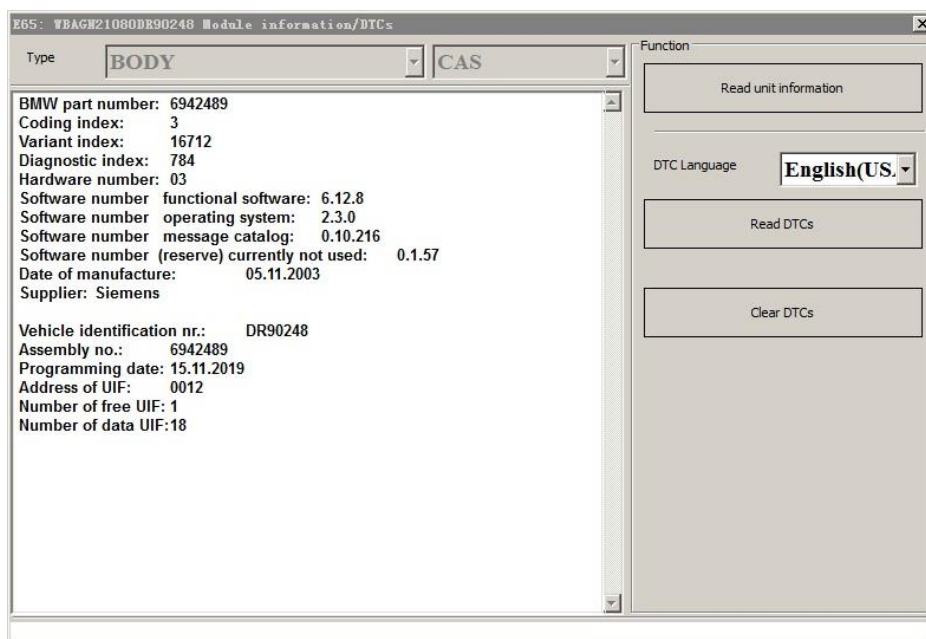 E65: WBAGH21080DR90248 Module information/DTCs
Type
BODY
CAS
BMW part number: 6942489
Coding index: 3
Variant index: 16712
Diagnostic index: 784
Hardware number: 03
Software number functional software: 6.12.8
Software number operating system: 2.3.0
Software number message catalog: 0.10.216
Software number (reserve) currently not used: 0.1.57
Date of manufacture: 05.11.2003
Supplier: Siemens
Vehicle identification nr.: DR90248
Assembly no.: 6942489
Programming date: 15.11.2019
Address of UIF: 0012
Number of free UIF: 1
Number of data UIF:18
Function
Read unit information
DTC Language
English(US.
Read DTCs
Clear DTCs